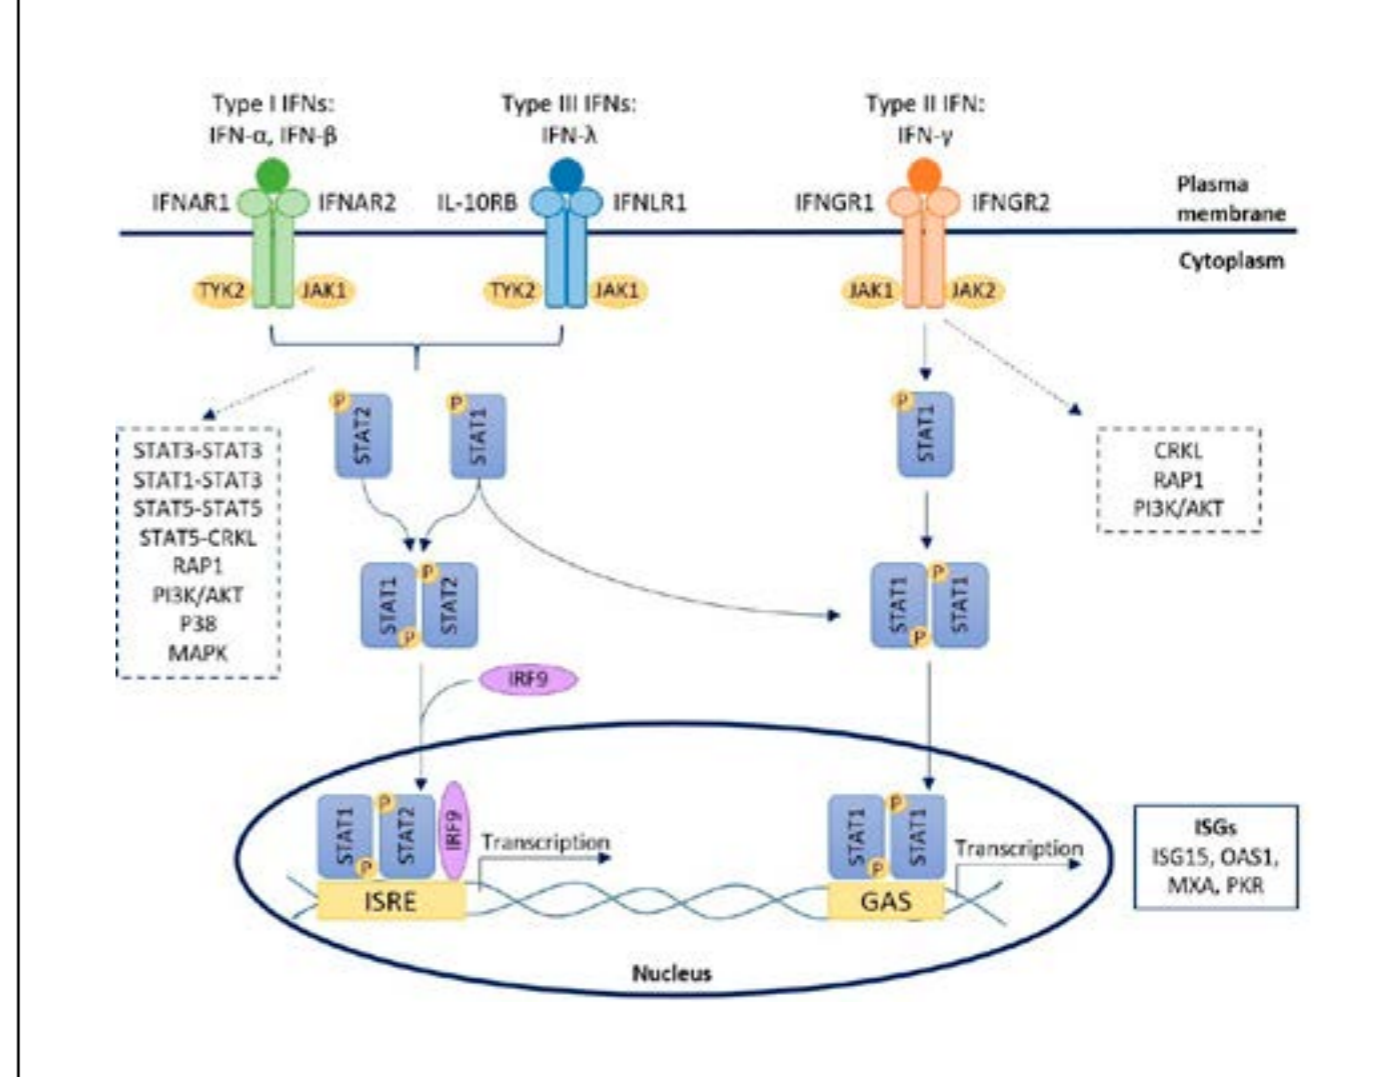 Type I IFNs:
IFN-α, IFN-β
Type III IFNs:
IFN-λ
Type II IFN:
IFN-γ
IFNAR1
IFNAR2
IL-10RB
IFNLR1
IFNGR1
IFNGR2
Plasma
membrane
Cytoplasm
TYK2
JAK1
TYK2
JAK1
JAK1
JAK2
STAT3-STAT3
STAT1-STAT3
STAT5-STAT5
STAT5-CRKL
RAP1
PI3K/AKT
P38
MAPK
P
STAT2
P
STAT1
P
STAT1
CRKL
RAP1
PI3K/AKT
STAT1
P
P
STAT2
STAT1
P
P
STAT1
IRF9
STAT1
P
P
STAT2
IRF9
Transcription
ISRE
STAT1
P
P
STAT1
Transcription
GAS
Nucleus
ISGs
ISG15, OAS1,
MXA, PKR